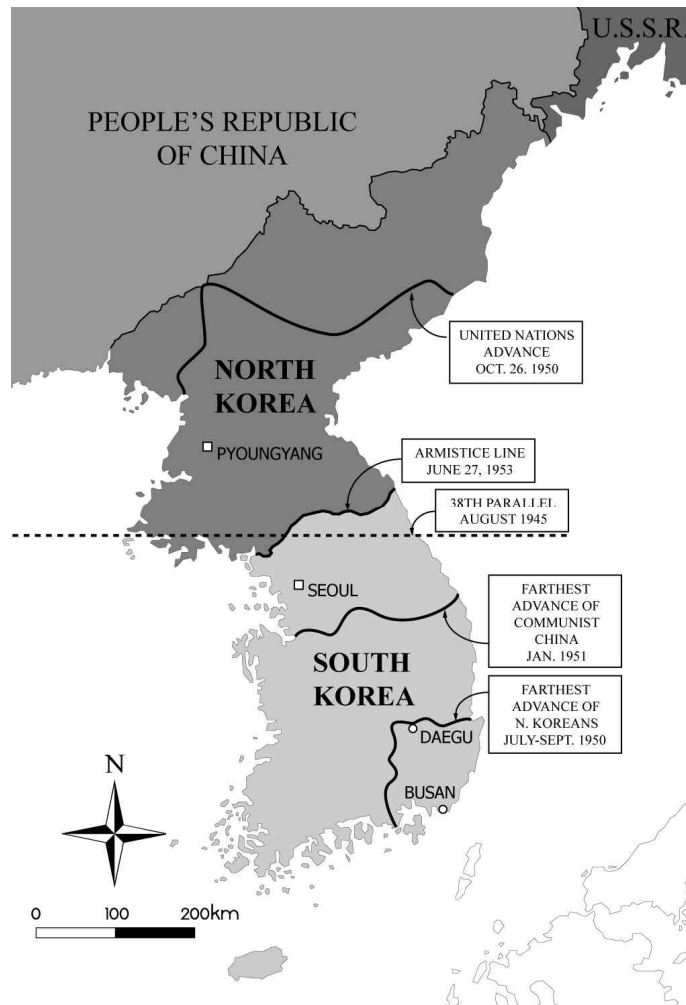 U.S.S.R.
PEOPLE'S REPUBLIC
OF CHINA
UNITED NATIONS
ADVANCE
OCT. 26. 1950
NORTH
KOREA
PYOUNGYANG
ARMISTICE LINE
JUNE 27, 1953
38TH PARALLEL
AUGUST 1945
SEOUL
FARTHEST
ADVANCE OF
COMMUNIST
CHINA
JAN. 1951
SOUTH
KOREA
FARTHEST
ADVANCE OF
N. KOREANS
JULY-SEPT. 1950
DAEGU
BUSAN
N
0 100 200km